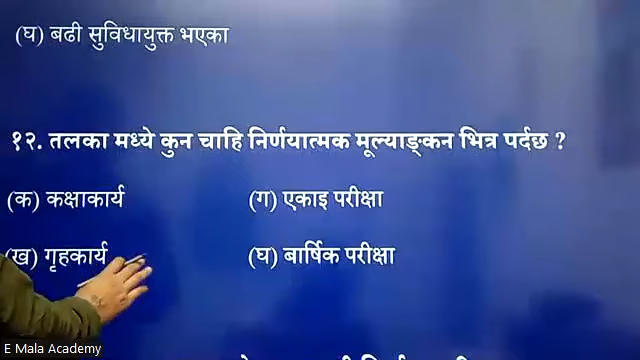 (घ) बढी सुविधायुक्त भएका
१२. तलका मध्ये कुन चाहि निर्णयात्मक मूल्याङ्कन भित्र पर्दछ ?
(क) कक्षाकार्य (ग) एकाइ परीक्षा
(ख) गृहकार्य (घ) बार्षिक परीक्षा
E Mala Academy